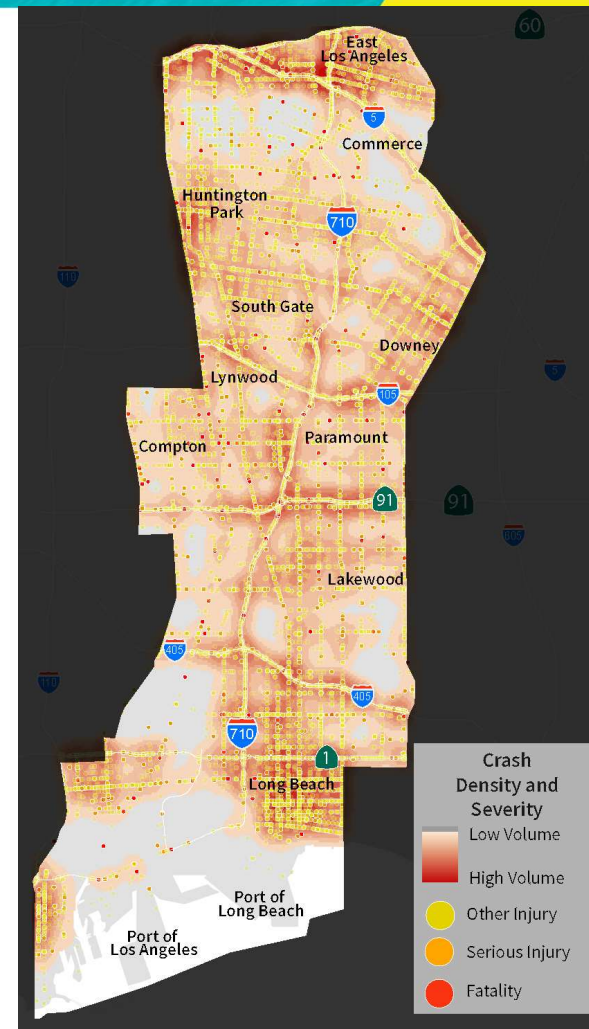 60
East
Los Angeles
5
Commerce
Huntington
Park
710
110
South Gate
Downey
5
Lynwood
105
Paramount
Compton
91
91
605
Lakewood
405
110
405
710
1
Long Beach
Port of
Long Beach
Port of
Los Angeles
Crash
Density and
Severity
Low Volume
High Volume
Other Injury
Serious Injury
Fatality